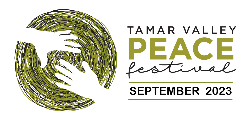 TAMAR VALLEY
PEACE
festival
SEPTEMBER 2023